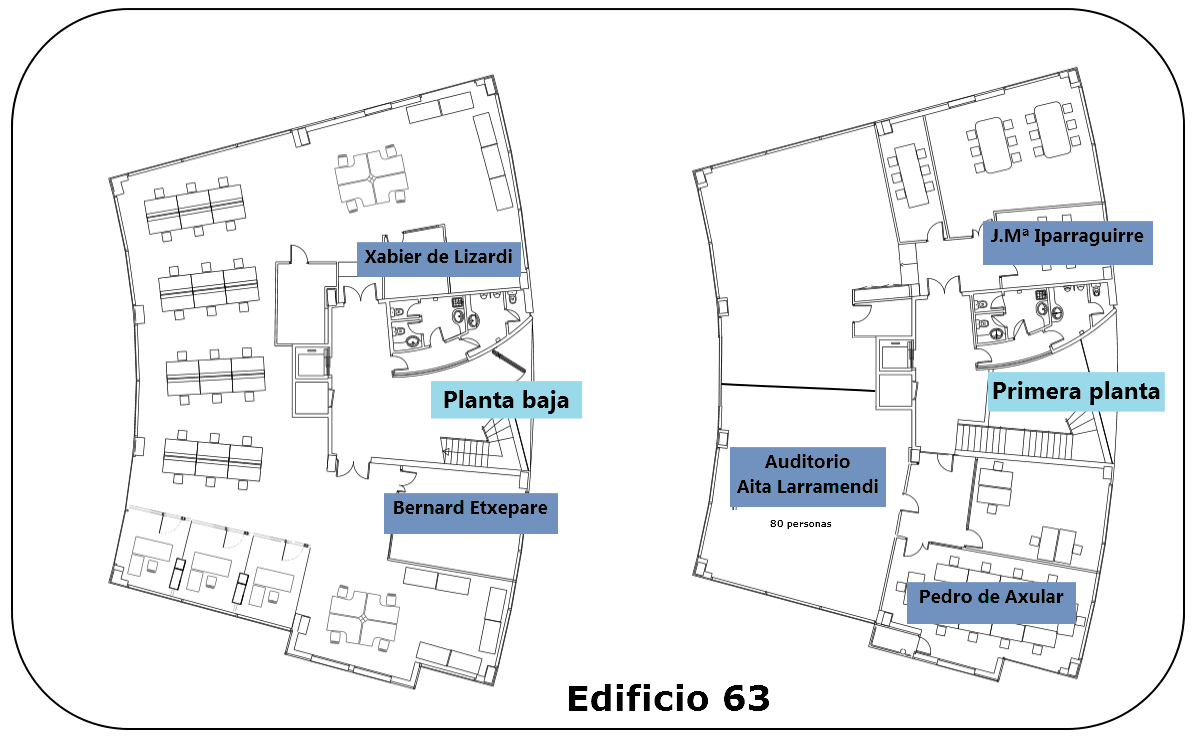 Xabier de Lizardi
Planta baja
Bernard Etxepare
J.Mª Iparraguirre
Primera planta
Auditorio
Aita Larramendi
80 personas
Pedro de Axular
Edificio 63